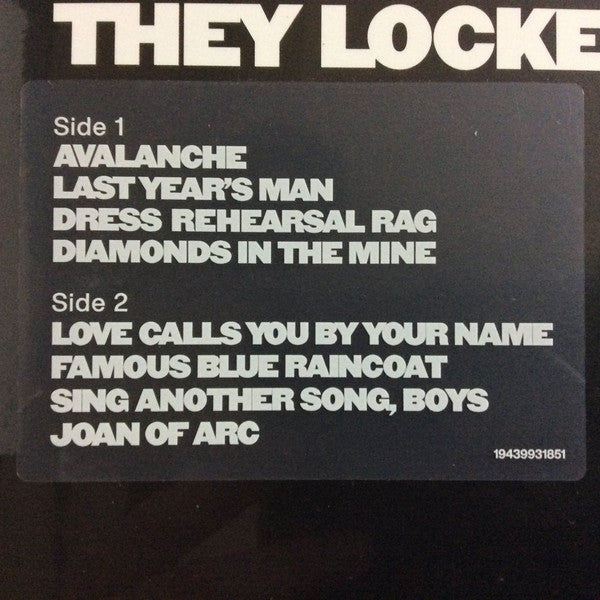 THEY LOCKE
Side 1
AVALANCHE
LAST YEAR'S MAN
DRESS REHEARSAL RAG
DIAMONDS IN THE MINE
Side 2
LOVE CALLS YOU BY YOUR NAME
FAMOUS BLUE RAINCOAT
SING ANOTHER SONG, BOYS
JOAN OF ARC
19439931851